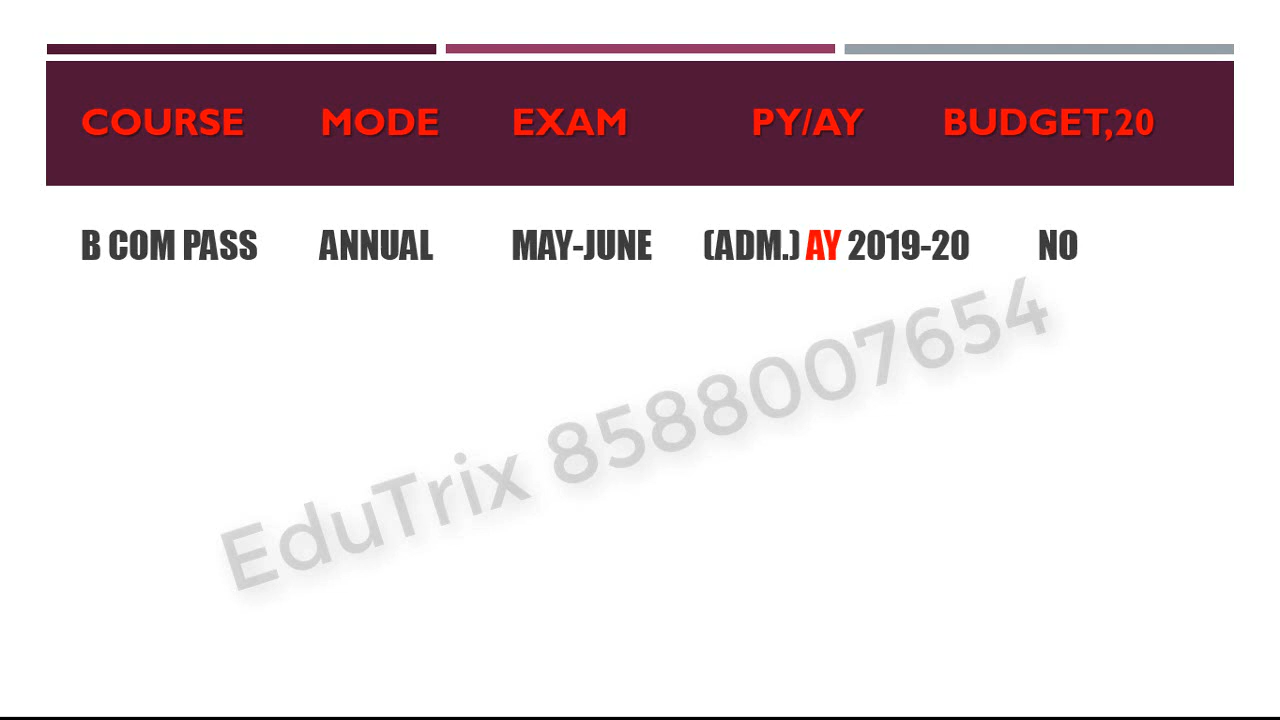 COURSE MODE EXAM PY/AY BUDGET,20
B COM PASS ANNUAL MAY-JUNE (ADM.) AY 2019-20 NO
EduTrix 8588007654